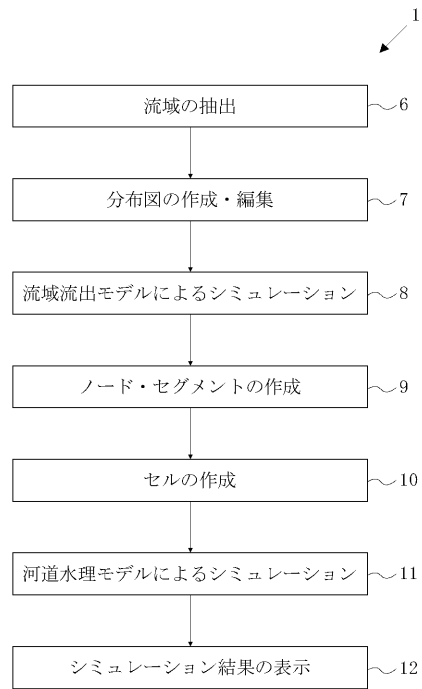 1
流域の抽出 6
分布図の作成・編集 7
流域流出モデルによるシミュレーション 8
ノード・セグメントの作成 9
セルの作成 10
河道水理モデルによるシミュレーション 11
シミュレーション結果の表示 12